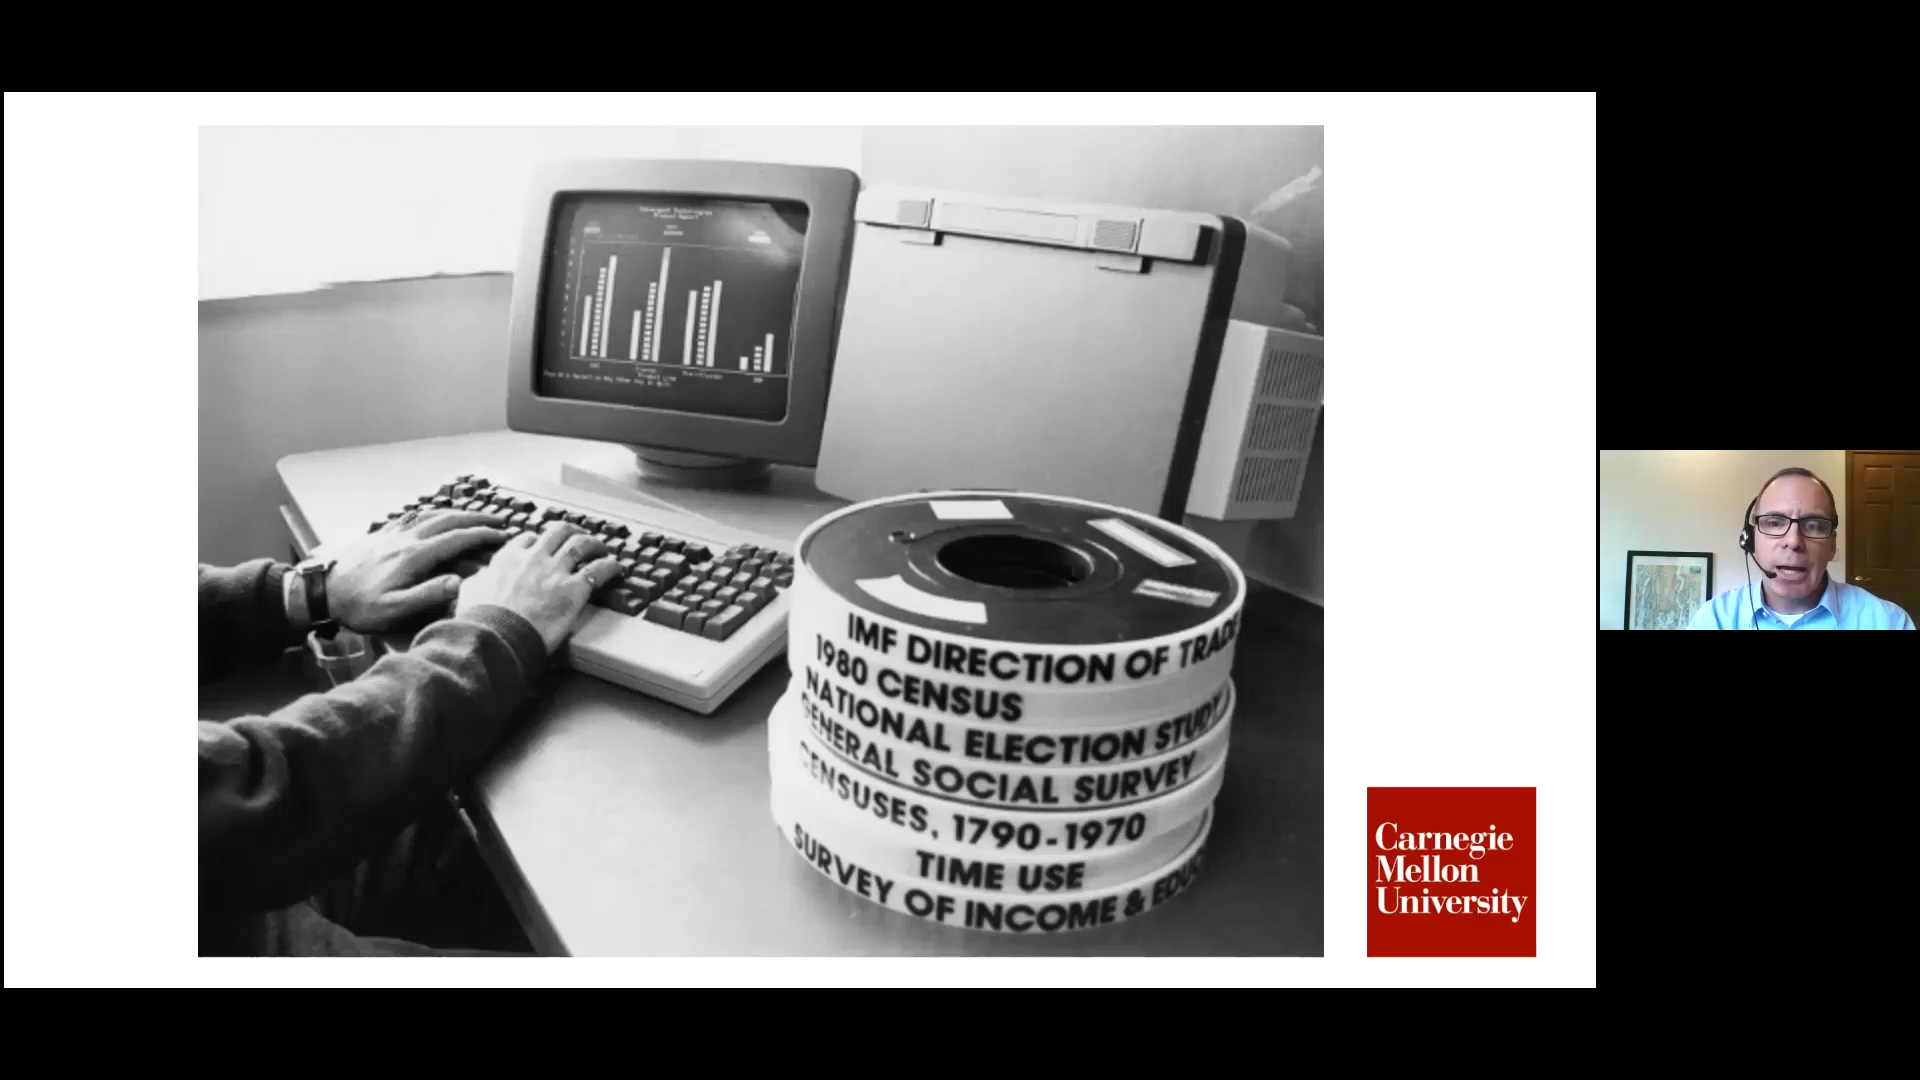 IMF DIRECTION OF TRADE
1980 CENSUS
NATIONAL ELECTION STUDY
GENERAL SOCIAL SURVEY
CENSUSES, 1790-1970
TIME USE
SURVEY OF INCOME &
Carnegie
Mellon
University